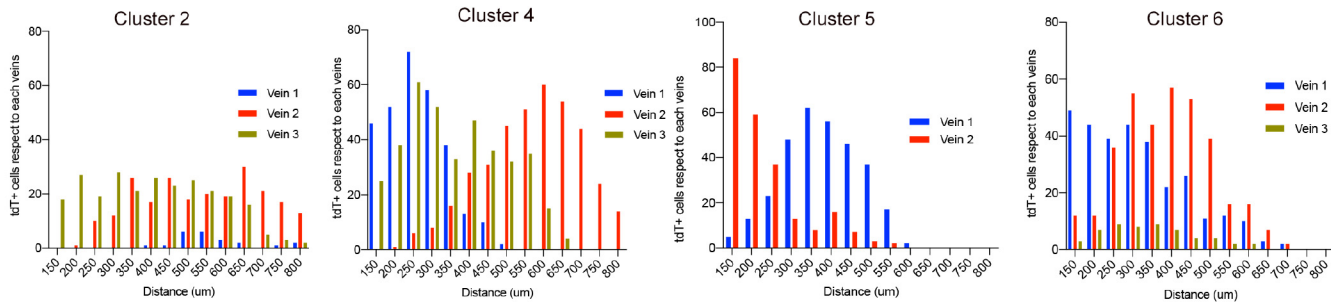 Cluster 2
tdT+ cells respect to each veins
80
60
40
20
0
Vein 1
Vein 2
Vein 3
150 200 250 300 350 400 450 500 550 600 650 700 750 800
Distance (um)
Cluster 4
tdT+ cells respect to each veins
80
60
40
20
0
Vein 1
Vein 2
Vein 3
150 200 250 300 350 400 450 500 550 600 650 700 750 800
Distance (um)
Cluster 5
tdT+ cells respect to each veins
100
80
60
40
20
0
Vein 1
Vein 2
150 200 250 300 350 400 450 500 550 600 650 700 750 800
Distance (um)
Cluster 6
tdT+ cells respect to each veins
80
60
40
20
0
Vein 1
Vein 2
Vein 3
150 200 250 300 350 400 450 500 550 600 650 700 750 800
Distance (um)